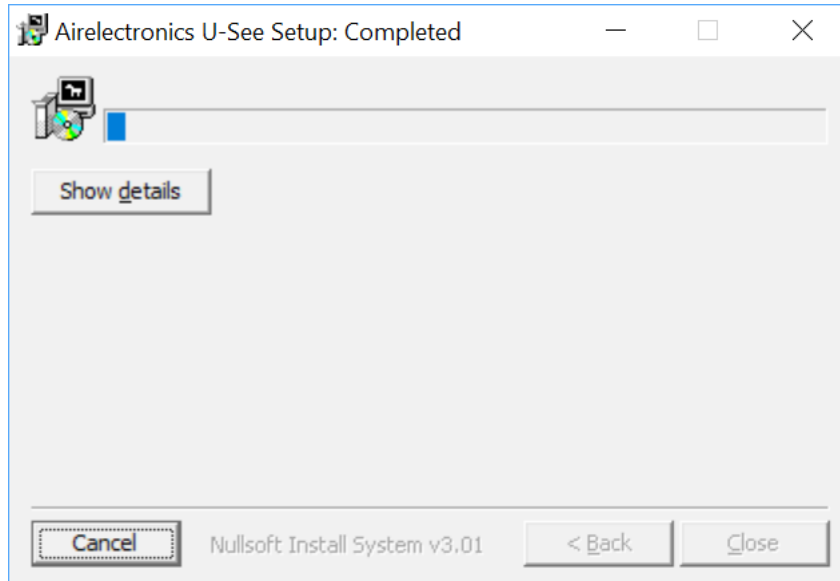 Airelectronics U-See Setup: Completed
Show details
Cancel
Nullsoft Install System v3.01
< Back
Close